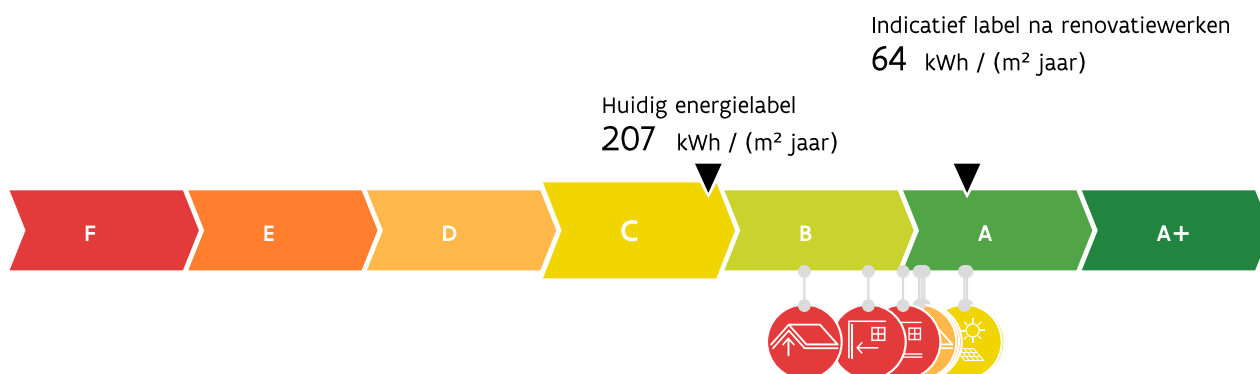 Indicatief label na renovatiewerken
64 kWh / (m² jaar)
Huidig energielabel
207 kWh / (m² jaar)
F E D C B A A+